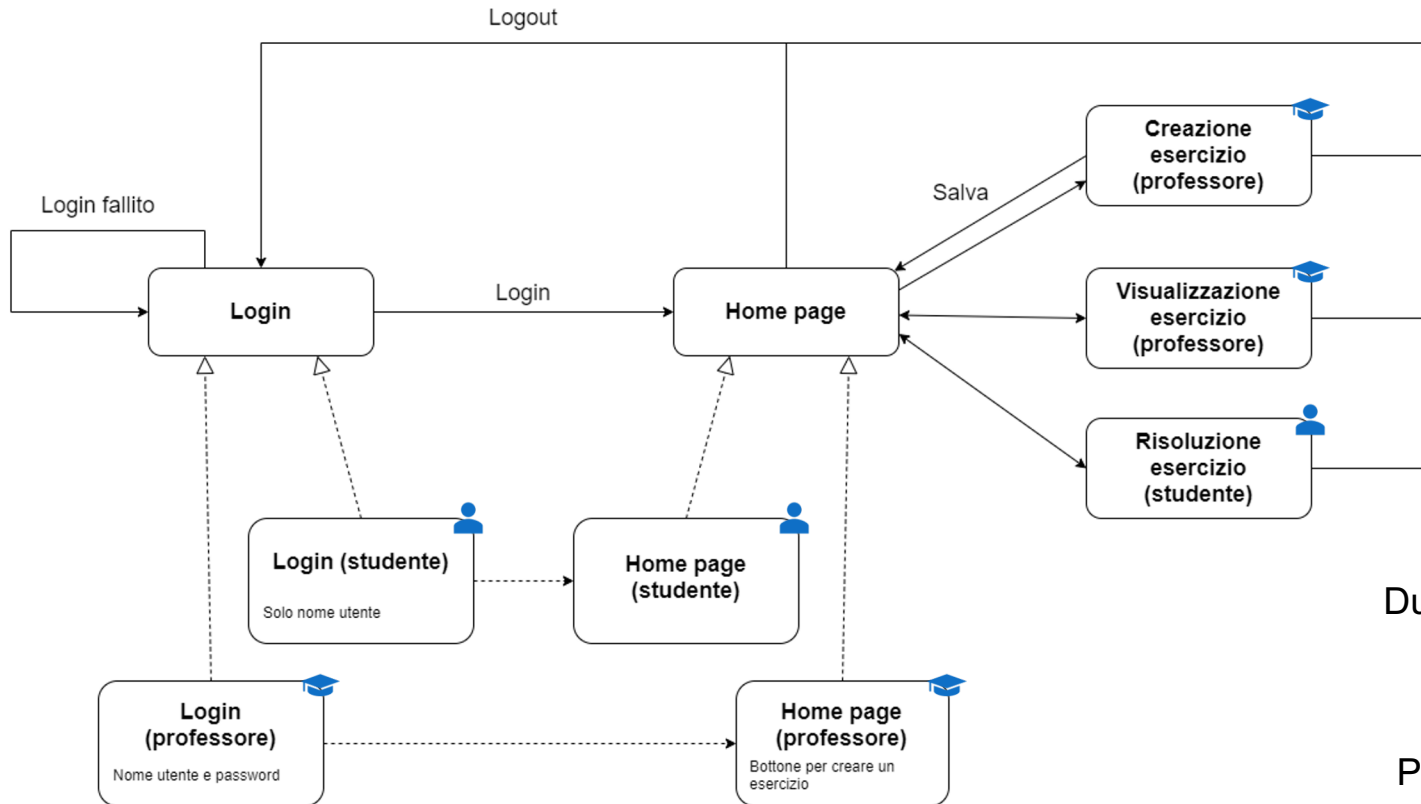 Logout
Creazione
esercizio
(professore)
Login fallito
Salva
Login
Login
Home page
Visualizzazione
esercizio
(professore)
Risoluzione
esercizio
(studente)
Login (studente)
Solo nome utente
Home page
(studente)
Du
Login
(professore)
Nome utente e password
Home page
(professore)
Bottone per creare un
esercizio
P